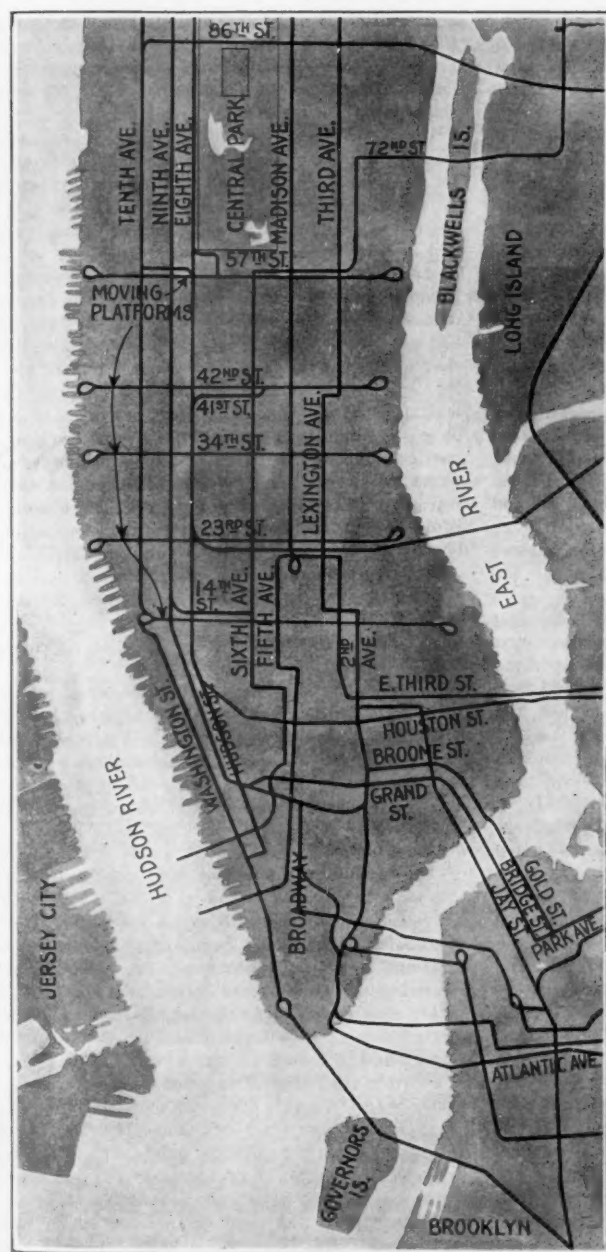 86TH ST.
TENTH AVE.
NINTH AVE.
EIGHTH AVE.
CENTRAL PARK
MADISON AVE.
THIRD AVE.
72ND ST
BLACKWELLS IS.
LONG ISLAND
57TH ST.
MOVING
PLATFORMS
42ND ST.
41ST ST.
34TH ST.
LEXINGTON AVE.
23RD ST.
EAST RIVER
14TH
ST.
SIXTH AVE.
FIFTH AVE.
2ND
AVE.
E. THIRD ST.
HOUSTON ST.
BROOME ST.
GRAND
ST.
WASHINGTON ST.
HUDSON ST.
HUDSON RIVER
BROADWAY
GOLD ST.
BRIDGE ST.
JAY ST.
PARK AVE
JERSEY CITY
ATLANTIC AVE.
GOVERNORS
IS.
BROOKLYN